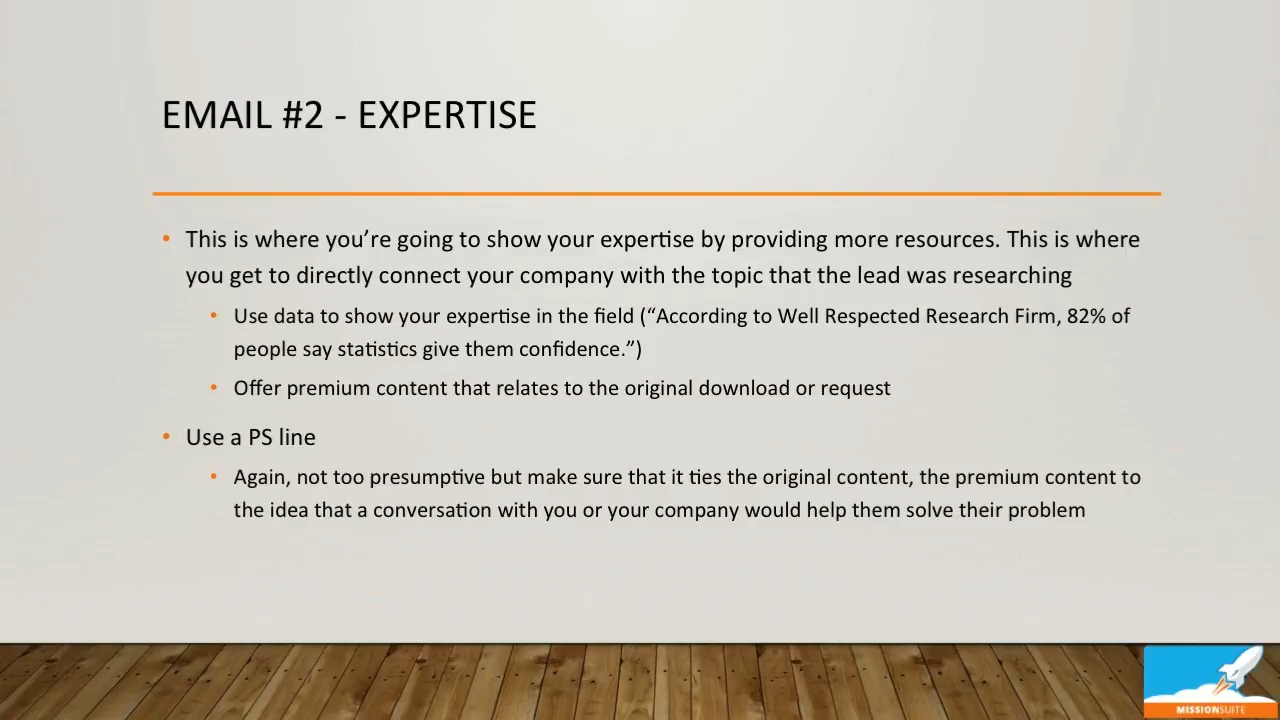 EMAIL #2 - EXPERTISE
• This is where you’re going to show your expertise by providing more resources. This is where
you get to directly connect your company with the topic that the lead was researching
• Use data to show your expertise in the field (“According to Well Respected Research Firm, 82% of
people say statistics give them confidence.”)
• Offer premium content that relates to the original download or request
• Use a PS line
• Again, not too presumptive but make sure that it ties the original content, the premium content to
the idea that a conversation with you or your company would help them solve their problem
MISSIONSUITE